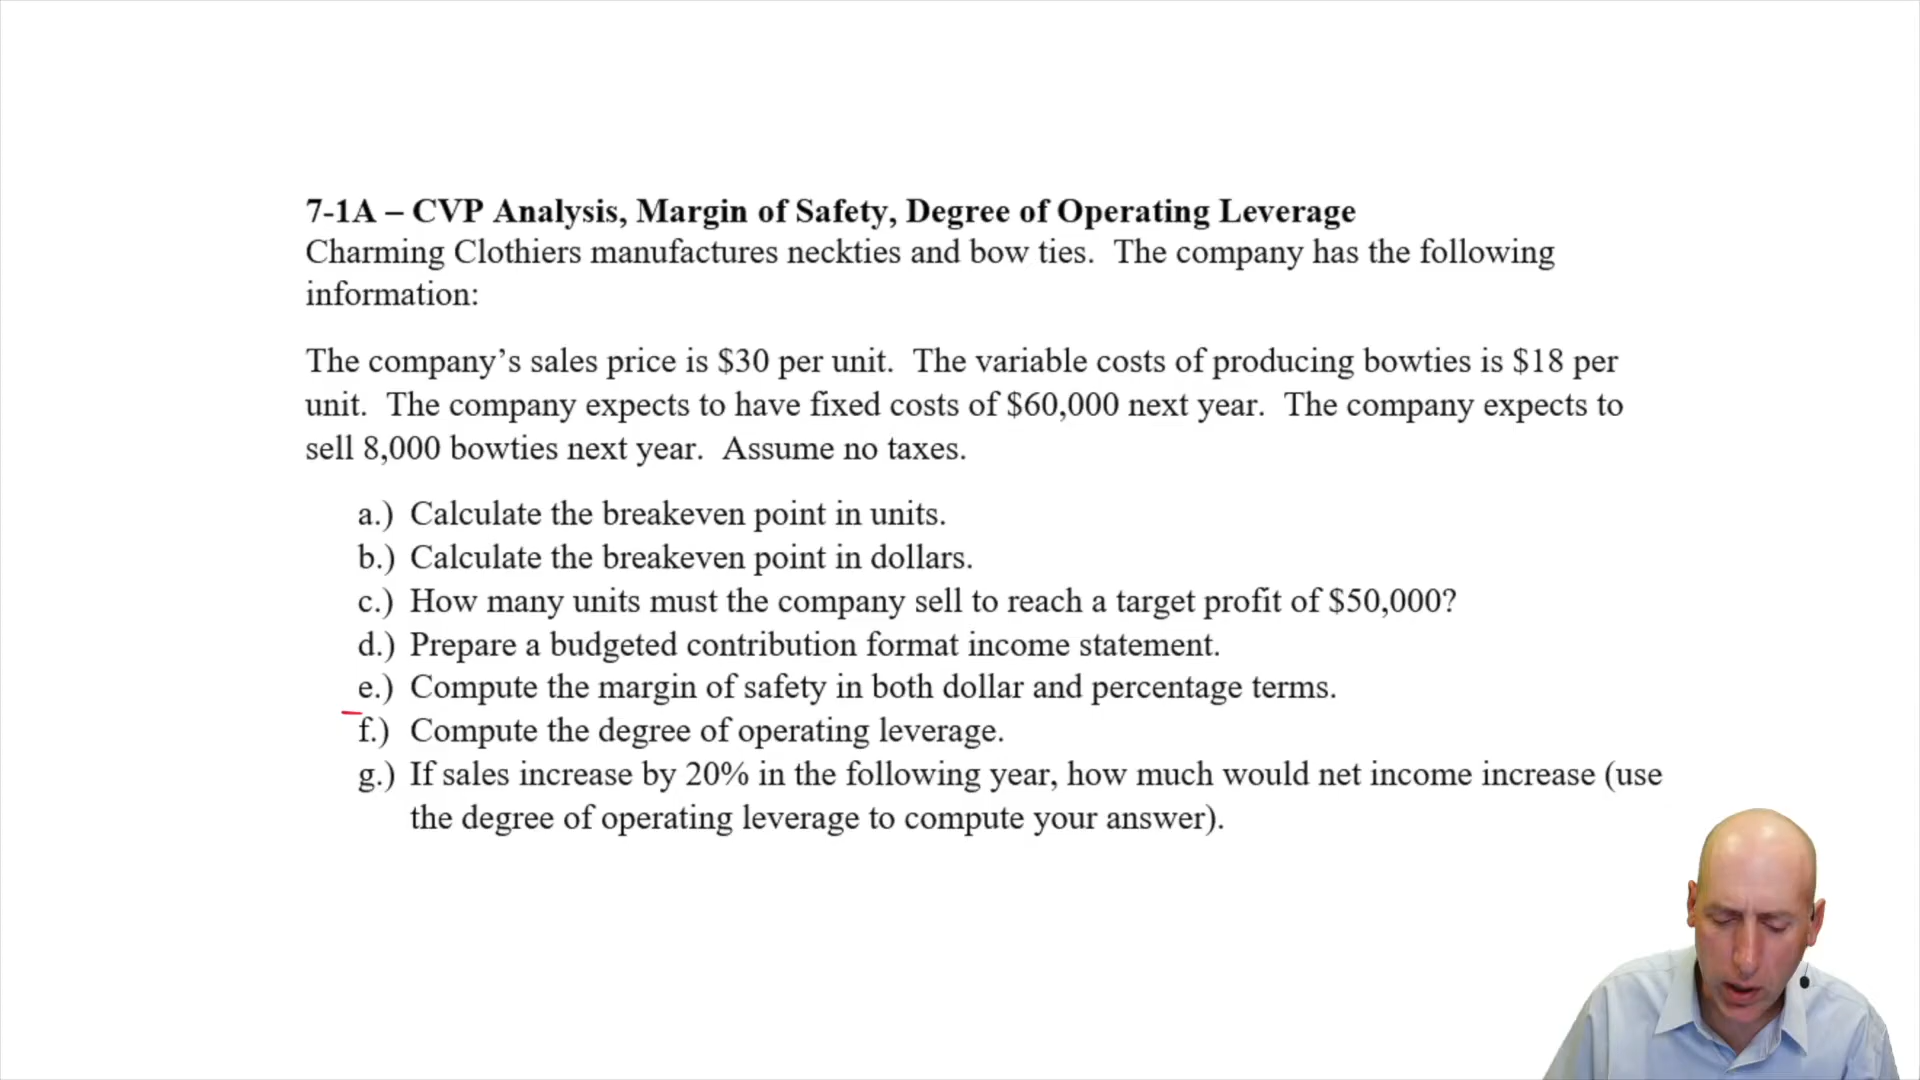 7-1A – CVP Analysis, Margin of Safety, Degree of Operating Leverage
Charming Clothiers manufactures neckties and bow ties.  The company has the following
information:
The company’s sales price is $30 per unit.  The variable costs of producing bowties is $18 per
unit.  The company expects to have fixed costs of $60,000 next year.  The company expects to
sell 8,000 bowties next year.  Assume no taxes.
a.) Calculate the breakeven point in units.
b.) Calculate the breakeven point in dollars.
c.) How many units must the company sell to reach a target profit of $50,000?
d.) Prepare a budgeted contribution format income statement.
e.) Compute the margin of safety in both dollar and percentage terms.
f.) Compute the degree of operating leverage.
g.) If sales increase by 20% in the following year, how much would net income increase (use
the degree of operating leverage to compute your answer).